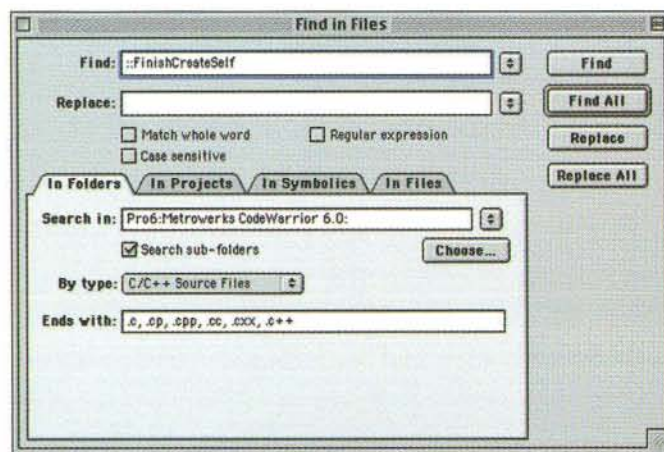 Find in Files
Find: ::FinishCreateSelf
Find
Replace:
Find All
Match whole word
Regular expression
Replace
Case sensitive
Replace All
In Folders
In Projects
In Symbolics
In Files
Search in: Pro6:Metrowerks CodeWarrior 6.0:
Search sub-folders
Choose...
By type: C/C++ Source Files
Ends with: .c, .cp, .cpp, .cc, .cxx, .c++